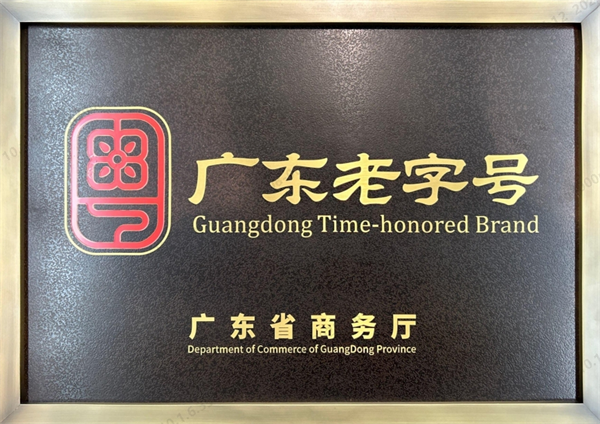 粤
广东老字号
Guangdong Time-honored Brand
广东省商务厅
Department of Commerce of GuangDong Province